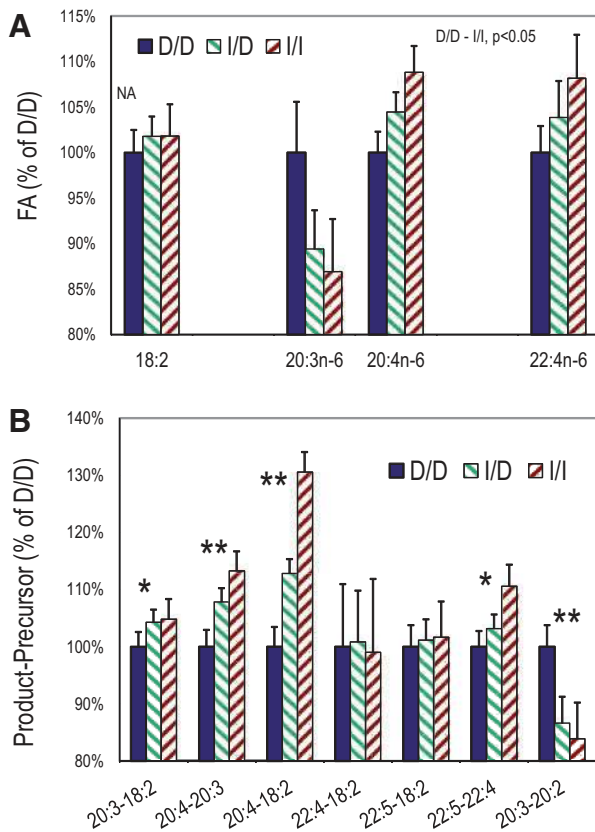 A
115%
110%
105%
100%
95%
90%
85%
80%
FA (% of D/D)
D/D I/D I/I
D/D - I/I, p<0.05
NA
18:2 20:3n-6 20:4n-6 22:4n-6
B
140%
130%
120%
110%
100%
90%
80%
Product-Precursor (% of D/D)
D/D I/D I/I
* ** ** * **
20:3-18:2 20:4-20:3 20:4-18:2 22:4-18:2 22:5-18:2 22:5-22:4 20:3-20:2